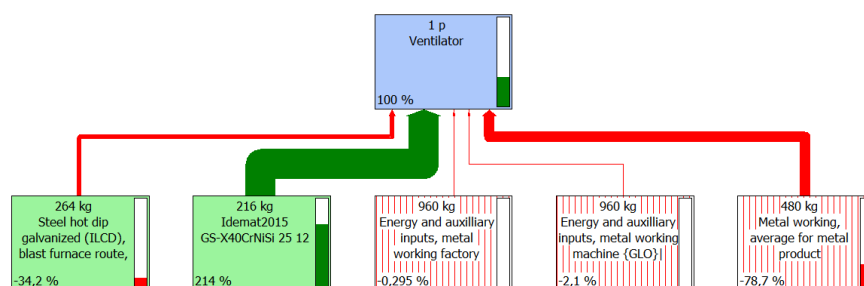 1 p
Ventilator
100 %
264 kg
Steel hot dip
galvanized (ILCD),
blast furnace route,
-34,2 %
216 kg
Idemat2015
GS-X40CrNiSi 25 12
214 %
960 kg
Energy and auxilliary
inputs, metal
working factory
-0,295 %
960 kg
Energy and auxilliary
inputs, metal working
machine {GLO}|
-2,1 %
480 kg
Metal working,
average for metal
product
-78,7 %